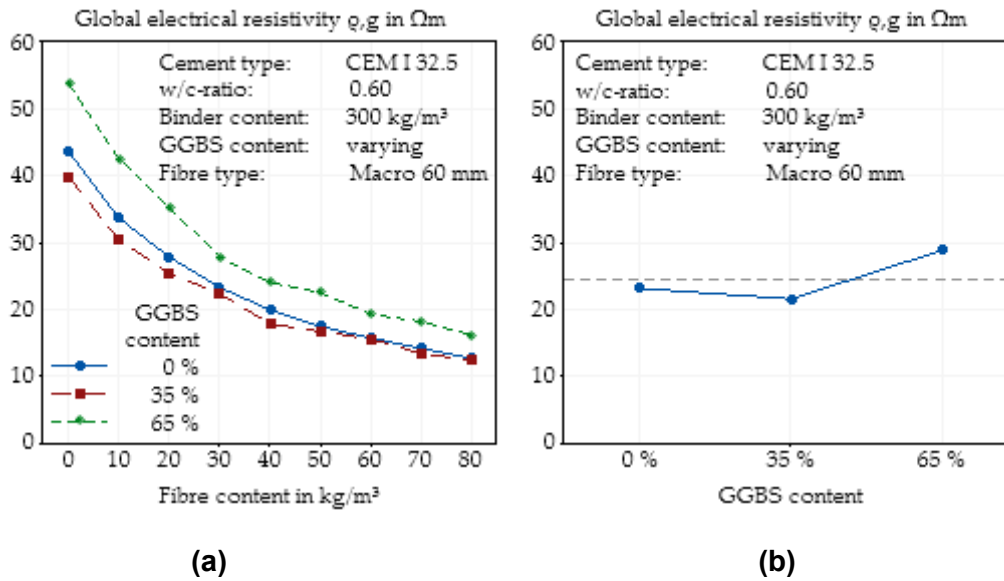 Global electrical resistivity ϱ,g in Ωm
60
50
40
30
20
10
0
Cement type: CEM I 32.5
w/c-ratio: 0.60
Binder content: 300 kg/m³
GGBS content: varying
Fibre type: Macro 60 mm
GGBS
content
0 %
35 %
65 %
0 10 20 30 40 50 60 70 80
Fibre content in kg/m³
(a)
Global electrical resistivity ϱ,g in Ωm
60
50
40
30
20
10
0
Cement type: CEM I 32.5
w/c-ratio: 0.60
Binder content: 300 kg/m³
GGBS content: varying
Fibre type: Macro 60 mm
0 % 35 % 65 %
GGBS content
(b)